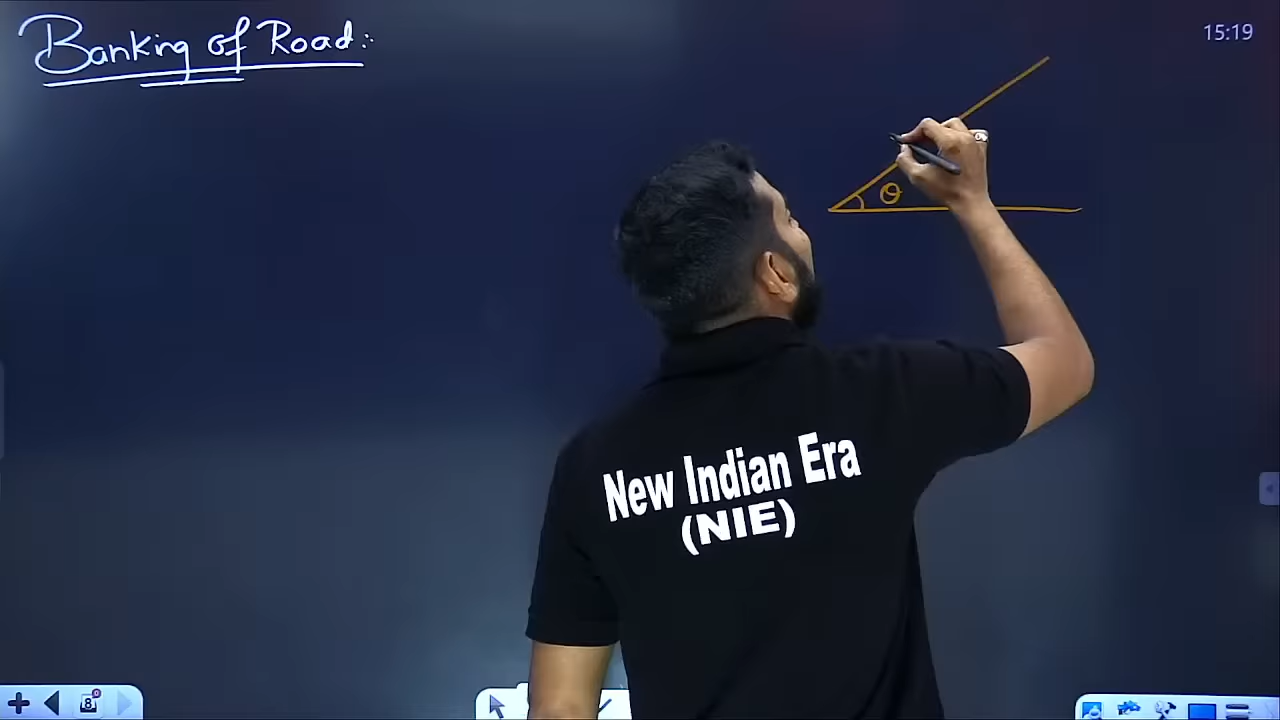 Banking of Road:
15:19
θ
New Indian Era
(NIE)
8